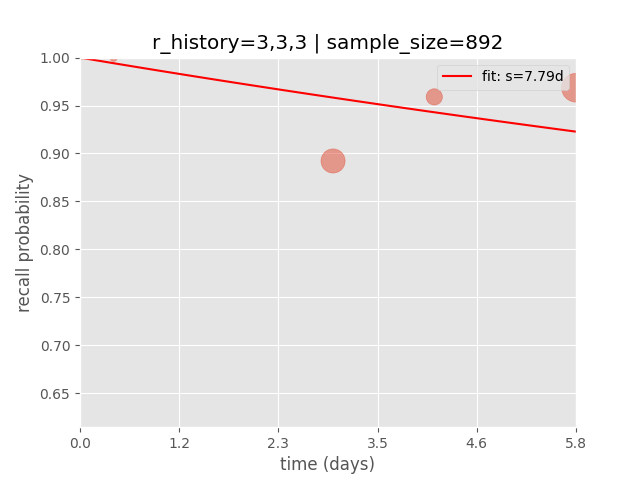 r_history=3,3,3 | sample_size=892
fit: s=7.79d
1.00
0.95
0.90
0.85
0.80
0.75
0.70
0.65
recall probability
0.0 1.2 2.3 3.5 4.6 5.8
time (days)